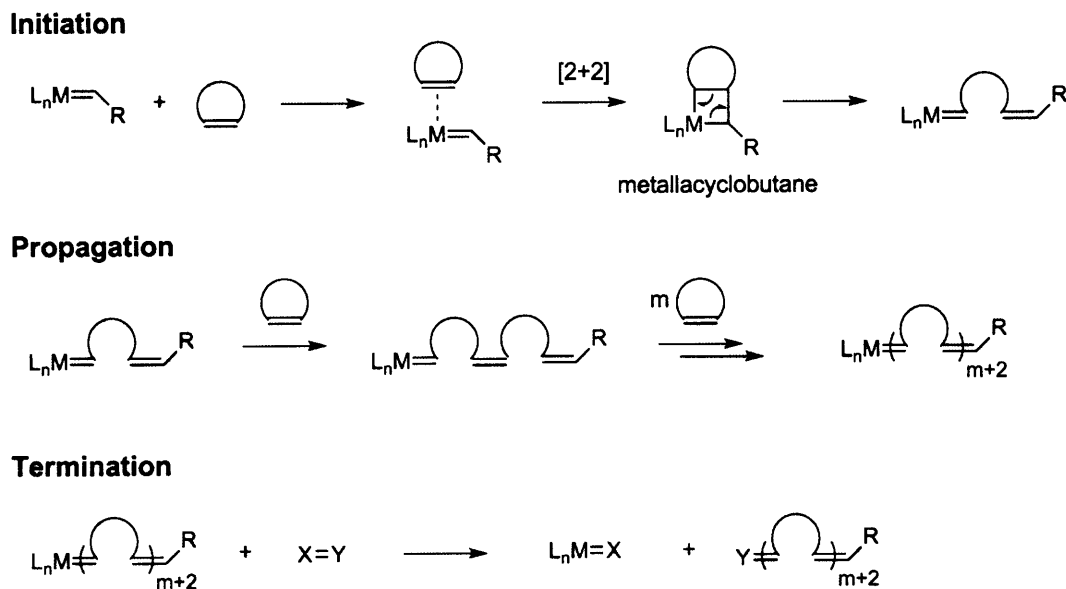 Initiation
LnM R + LnM R [2+2] LnM R metallacyclobutane LnM R
Propagation
LnM R LnM R m LnM m+2 R
Termination
LnM m+2 R + X=Y LnM=X + Y m+2 R